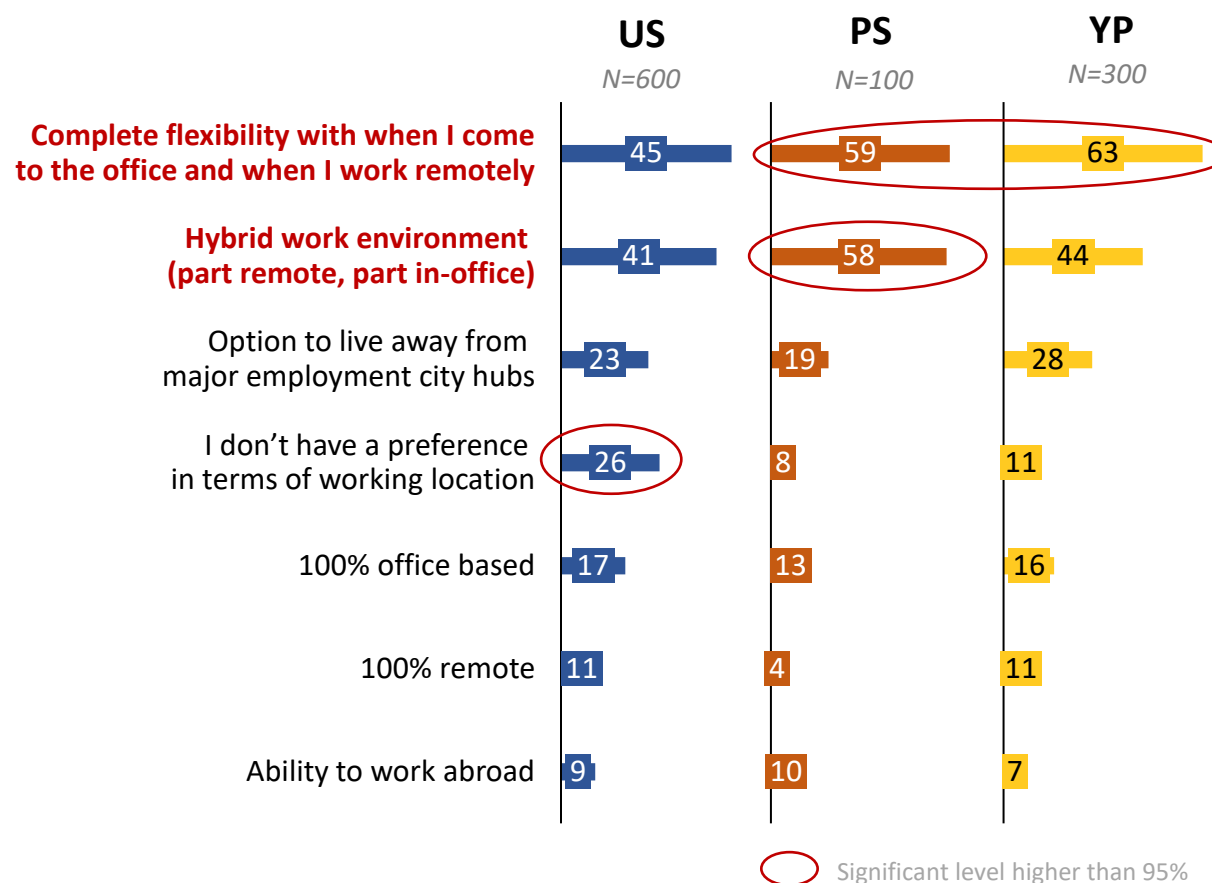 US PS YP
N=600 N=100 N=300
Complete flexibility with when I come
to the office and when I work remotely
45 59 63
Hybrid work environment
(part remote, part in-office)
41 58 44
Option to live away from
major employment city hubs
23 19 28
I don’t have a preference
in terms of working location
26 8 11
100% office based 17 13 16
100% remote 11 4 11
Ability to work abroad 9 10 7
Significant level higher than 95%